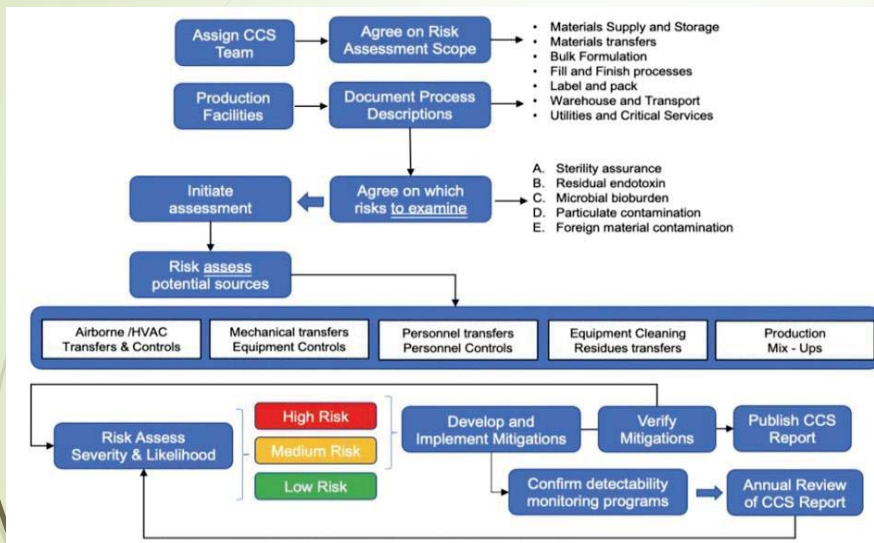 Assign CCS
Team
Agree on Risk
Assessment Scope
• Materials Supply and Storage
• Materials transfers
• Bulk Formulation
• Fill and Finish processes
• Label and pack
• Warehouse and Transport
• Utilities and Critical Services
Production
Facilities
Document Process
Descriptions
Initiate
assessment
Agree on which
risks to examine
A. Sterility assurance
B. Residual endotoxin
C. Microbial bioburden
D. Particulate contamination
E. Foreign material contamination
Risk assess
potential sources
Airborne /HVAC
Transfers & Controls
Mechanical transfers
Equipment Controls
Personnel transfers
Personnel Controls
Equipment Cleaning
Residues transfers
Production
Mix - Ups
Risk Assess
Severity & Likelihood
High Risk
Medium Risk
Low Risk
Develop and
Implement Mitigations
Verify
Mitigations
Publish CCS
Report
Confirm detectability
monitoring programs
Annual Review
of CCS Report